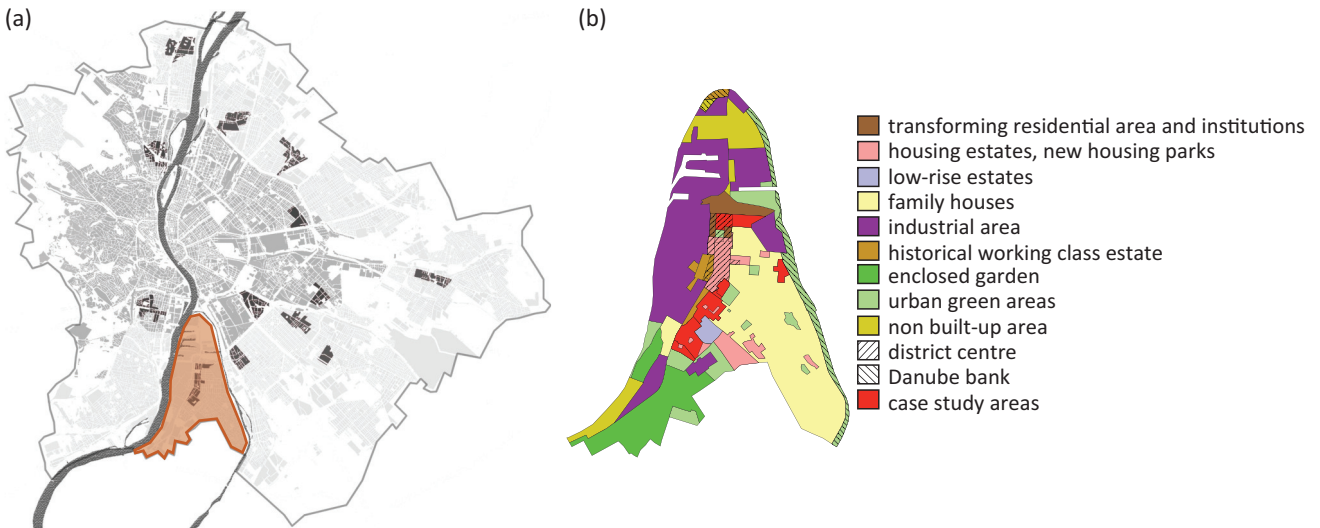 (a)
(b)
transforming residential area and institutions
housing estates, new housing parks
low-rise estates
family houses
industrial area
historical working class estate
enclosed garden
urban green areas
non built-up area
district centre
Danube bank
case study areas